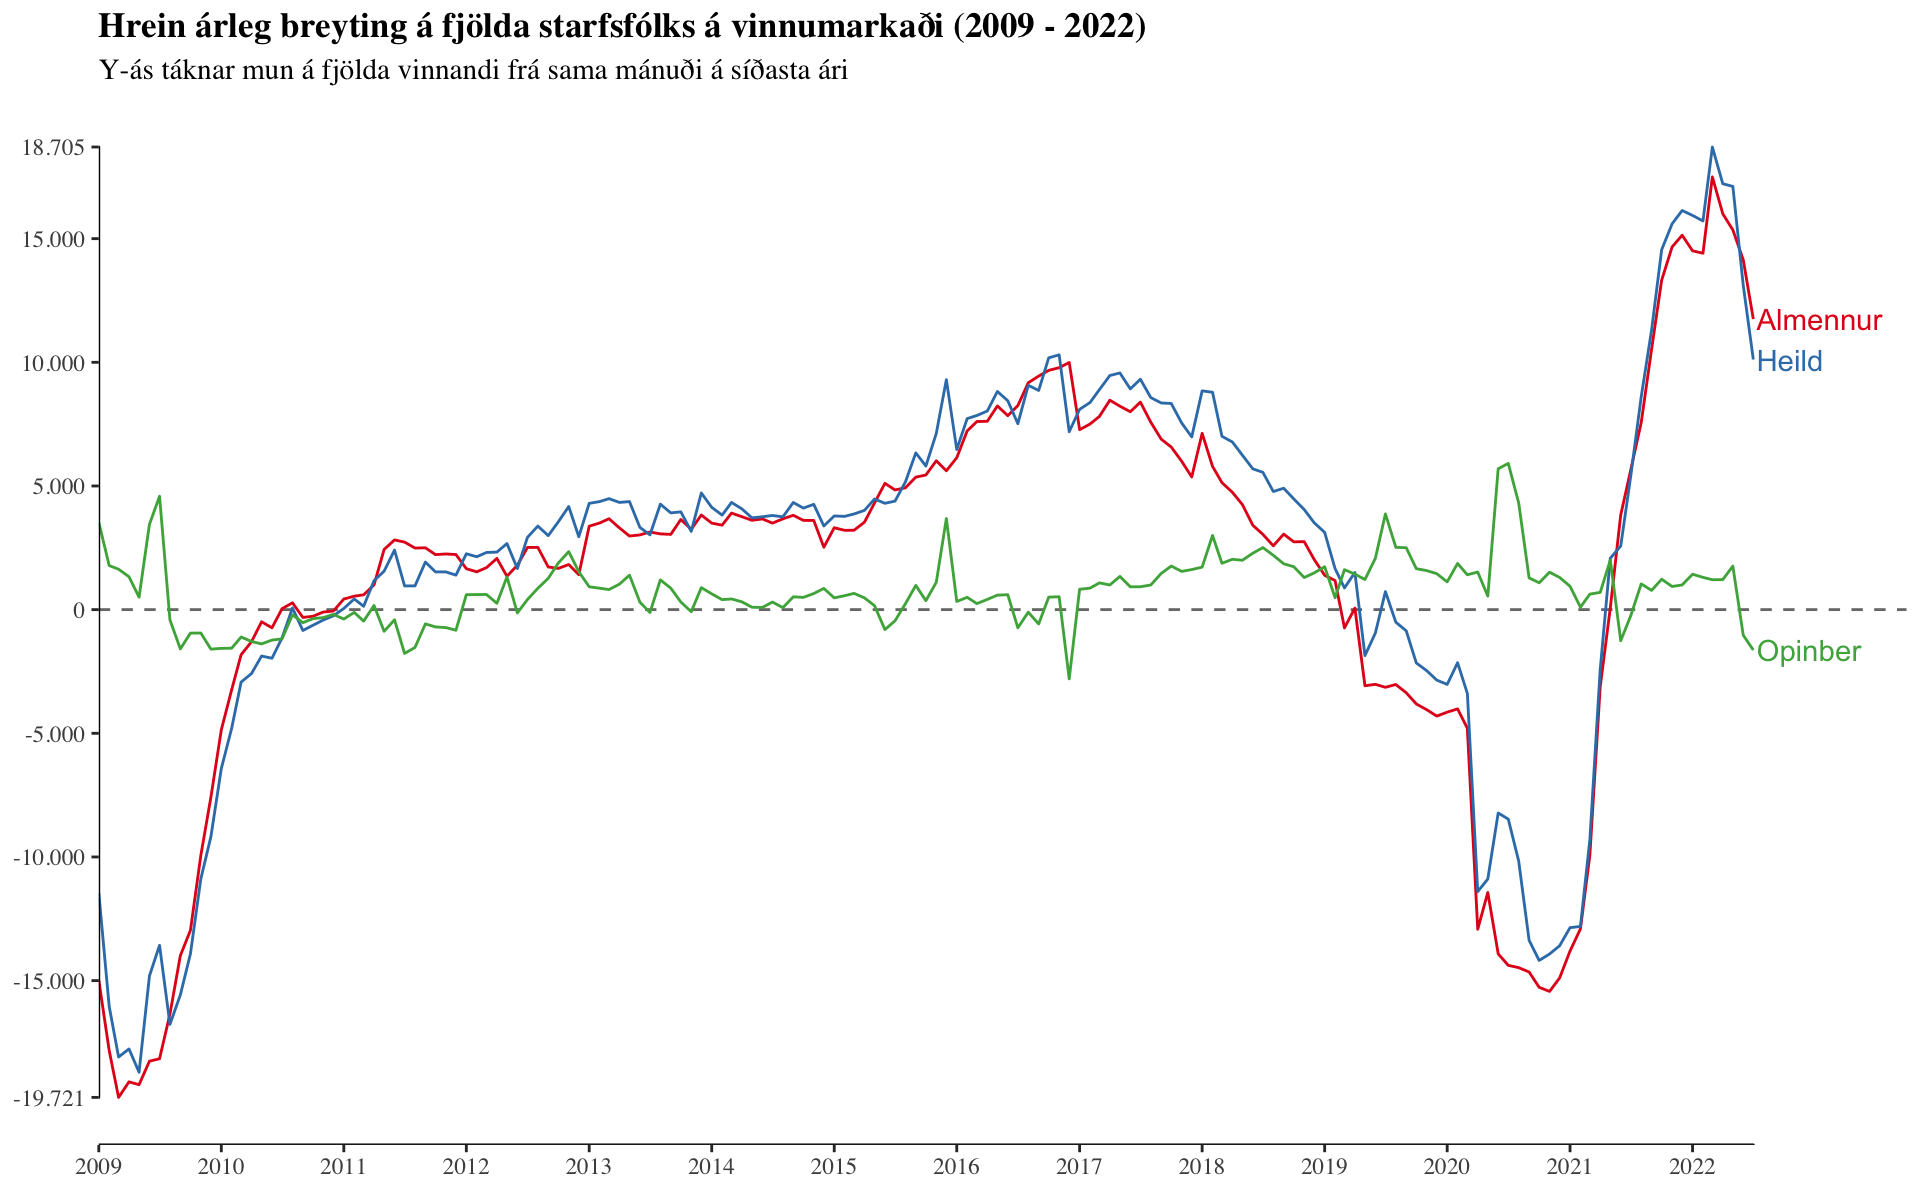 Hrein árleg breyting á fjölda starfsfólks á vinnumarkaði (2009 - 2022)
Y-ás táknar mun á fjölda vinnandi frá sama mánuði á síðasta ári
18.705
15.000
10.000
5.000
0
-5.000
-10.000
-15.000
-19.721
Almennur
Heild
Opinber
2009 2010 2011 2012 2013 2014 2015 2016 2017 2018 2019 2020 2021 2022